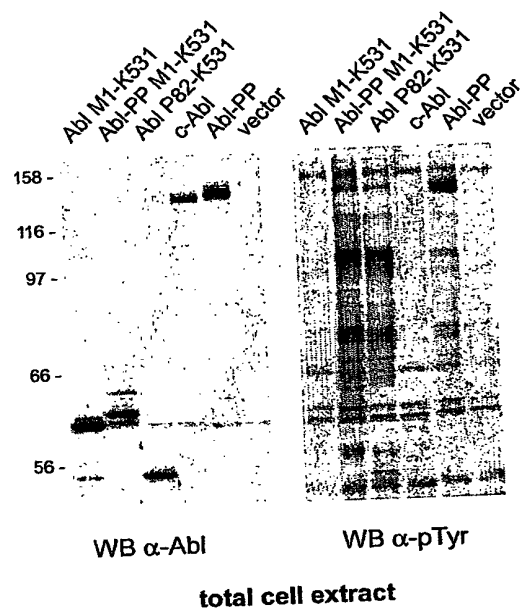 Abl M1-K531
Abl-PP M1-K531
Abl P82-K531
c-Abl
Abl-PP
vector
Abl M1-K531
Abl-PP M1-K531
Abl P82-K531
c-Abl
Abl-PP
vector
158 -
116 -
97 -
66 -
56 -
WB α-Abl
WB α-pTyr
total cell extract